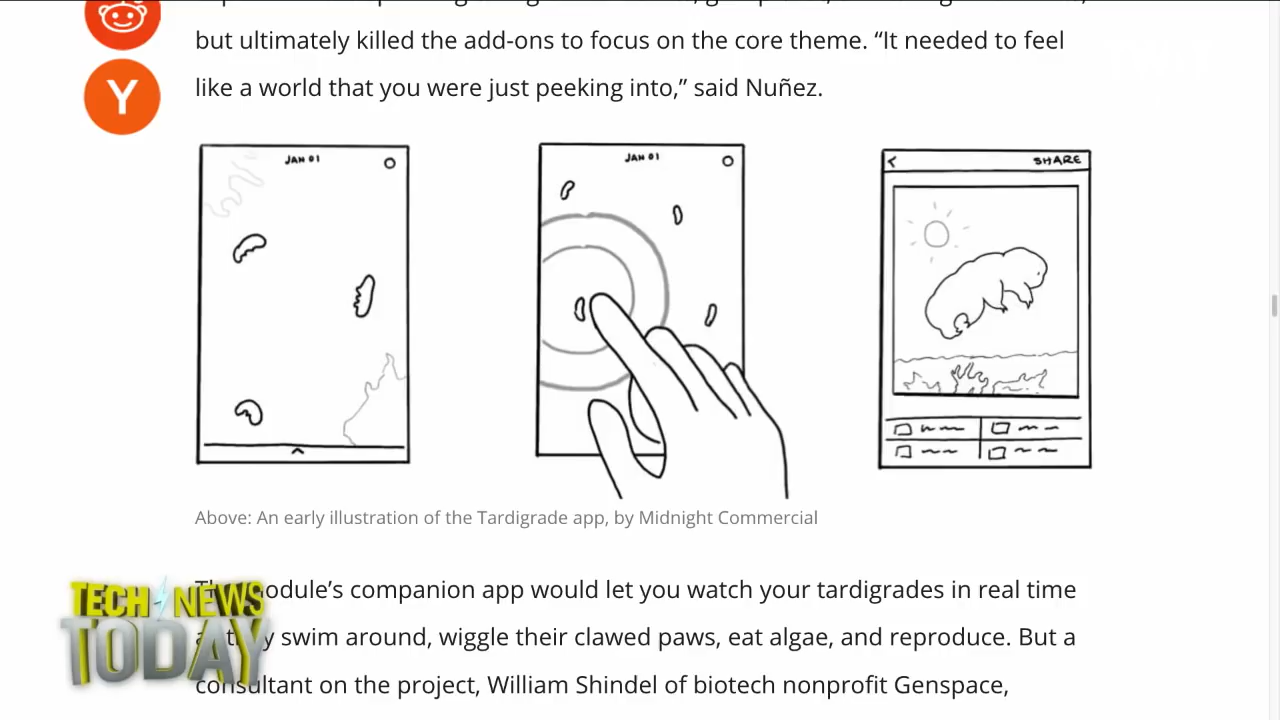 but ultimately killed the add-ons to focus on the core theme. “It needed to feel
like a world that you were just peeking into,” said Nuñez.
Y
JAN 01
JAN 01
SHARE
Above: An early illustration of the Tardigrade app, by Midnight Commercial
odule’s companion app would let you watch your tardigrades in real time
swim around, wiggle their clawed paws, eat algae, and reproduce. But a
consultant on the project, William Shindel of biotech nonprofit Genspace,
TECH NEWS
TODAY